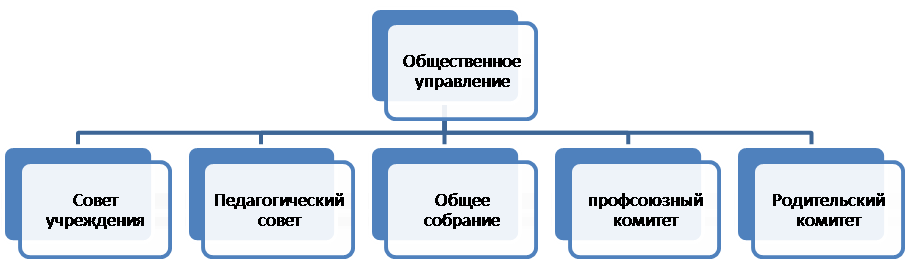 Общественное
управление
Совет
учреждения
Педагогический
совет
Общее
собрание
профсоюзный
комитет
Родительский
комитет